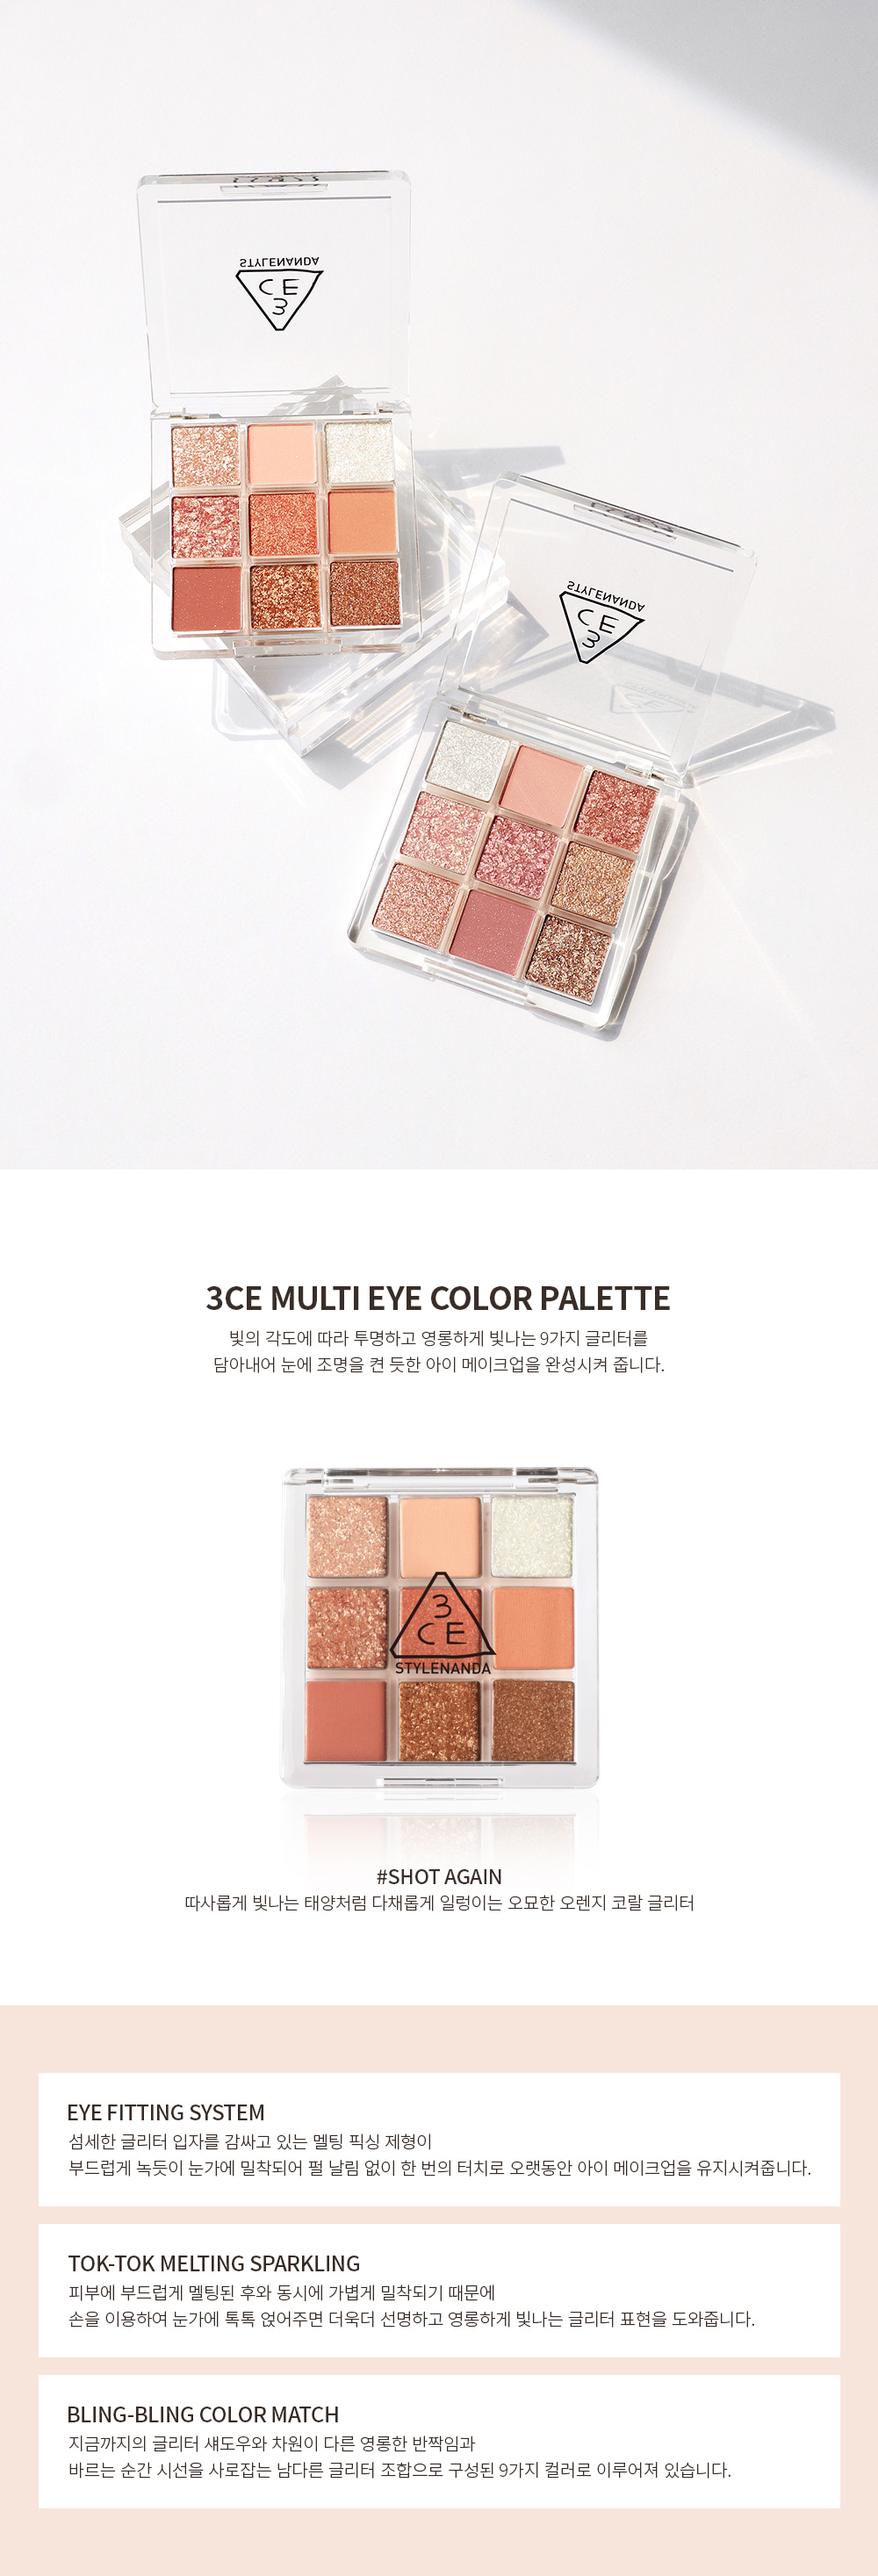 STYLENANDA
CE
3
STYLENANDA
CE
3
3CE MULTI EYE COLOR PALETTE
빛의 각도에 따라 투명하고 영롱하게 빛나는 9가지 글리터를
담아내어 눈에 조명을 켠 듯한 아이 메이크업을 완성시켜 줍니다.
3
CE
STYLENANDA
#SHOT AGAIN
따사롭게 빛나는 태양처럼 다채롭게 일렁이는 오묘한 오렌지 코랄 글리터
EYE FITTING SYSTEM
섬세한 글리터 입자를 감싸고 있는 멜팅 픽싱 제형이
부드럽게 녹듯이 눈가에 밀착되어 펄 날림 없이 한 번의 터치로 오랫동안 아이 메이크업을 유지시켜줍니다.
TOK-TOK MELTING SPARKLING
피부에 부드럽게 멜팅된 후와 동시에 가볍게 밀착되기 때문에
손을 이용하여 눈가에 톡톡 얹어주면 더욱더 선명하고 영롱하게 빛나는 글리터 표현을 도와줍니다.
BLING-BLING COLOR MATCH
지금까지의 글리터 섀도우와 차원이 다른 영롱한 반짝임과
바르는 순간 시선을 사로잡는 남다른 글리터 조합으로 구성된 9가지 컬러로 이루어져 있습니다.